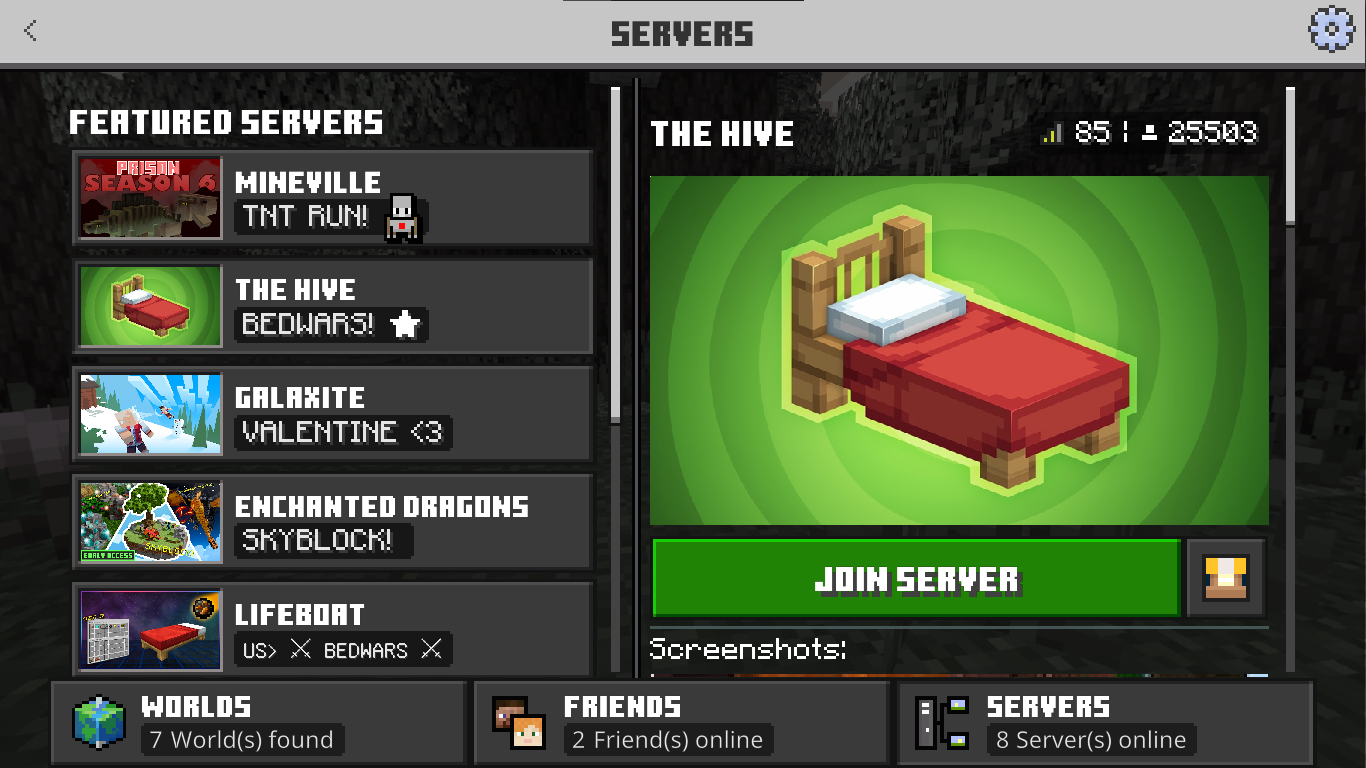 SERVERS
FEATURED SERVERS
PRISON
SEASON 6
MINEVILLE
TNT RUN!
THE HIVE
BEDWARS!
GALAXITE
VALENTINE <3
SKYBLOCK
EARLY ACCESS
ENCHANTED DRAGONS
SKYBLOCK!
LIFEBOAT
US> ⚔ BEDWARS ⚔
THE HIVE
85 | 25503
JOIN SERVER
Screenshots:
WORLDS
7 World(s) found
FRIENDS
2 Friend(s) online
SERVERS
8 Server(s) online